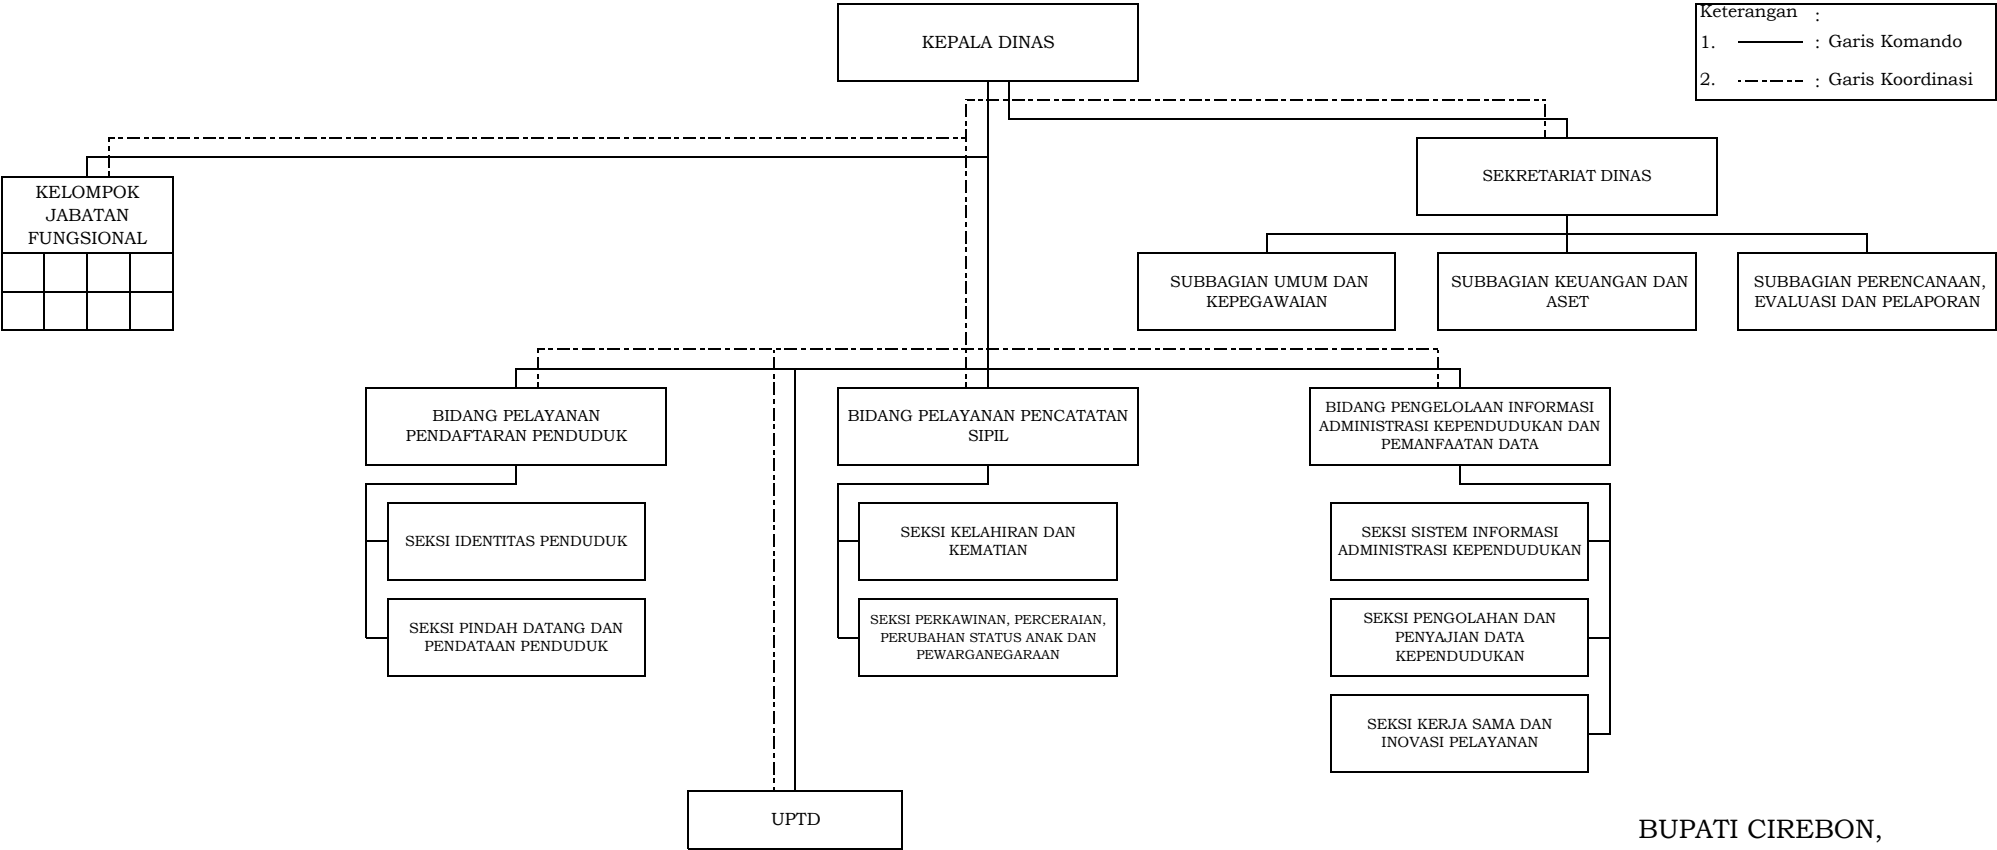 KEPALA DINAS
Keterangan :
1. : Garis Komando
2. : Garis Koordinasi
KELOMPOK
JABATAN
FUNGSIONAL
SEKRETARIAT DINAS
SUBBAGIAN UMUM DAN
KEPEGAWAIAN
SUBBAGIAN KEUANGAN DAN
ASET
SUBBAGIAN PERENCANAAN,
EVALUASI DAN PELAPORAN
BIDANG PELAYANAN
PENDAFTARAN PENDUDUK
BIDANG PELAYANAN PENCATATAN
SIPIL
BIDANG PENGELOLAAN INFORMASI
ADMINISTRASI KEPENDUDUKAN DAN
PEMANFAATAN DATA
SEKSI IDENTITAS PENDUDUK
SEKSI PINDAH DATANG DAN
PENDATAAN PENDUDUK
SEKSI KELAHIRAN DAN
KEMATIAN
SEKSI PERKAWINAN, PERCERAIAN,
PERUBAHAN STATUS ANAK DAN
PEWARGANEGARAAN
SEKSI SISTEM INFORMASI
ADMINISTRASI KEPENDUDUKAN
SEKSI PENGOLAHAN DAN
PENYAJIAN DATA
KEPENDUDUKAN
SEKSI KERJA SAMA DAN
INOVASI PELAYANAN
UPTD
BUPATI CIREBON,